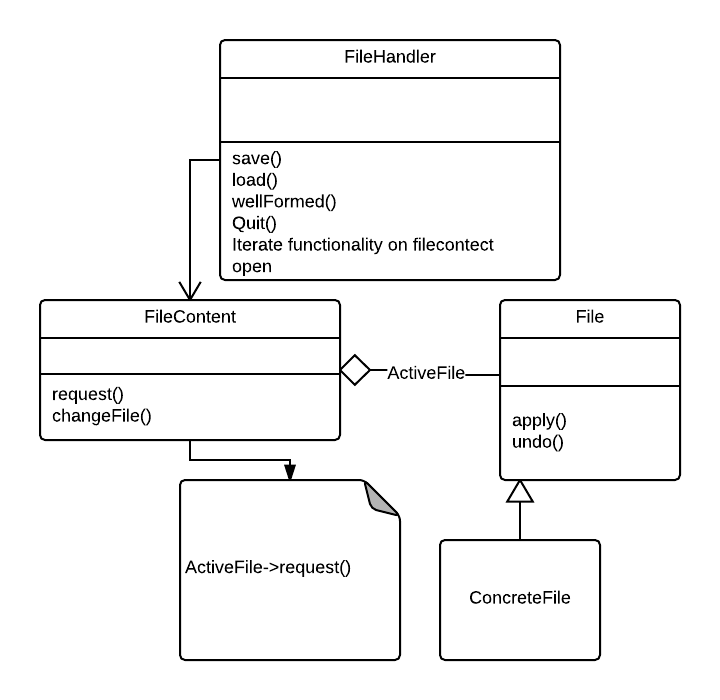 FileHandler
save()
load()
wellFormed()
Quit()
Iterate functionality on filecontect
open
FileContent
request()
changeFile()
ActiveFile
File
apply()
undo()
ActiveFile->request()
ConcreteFile